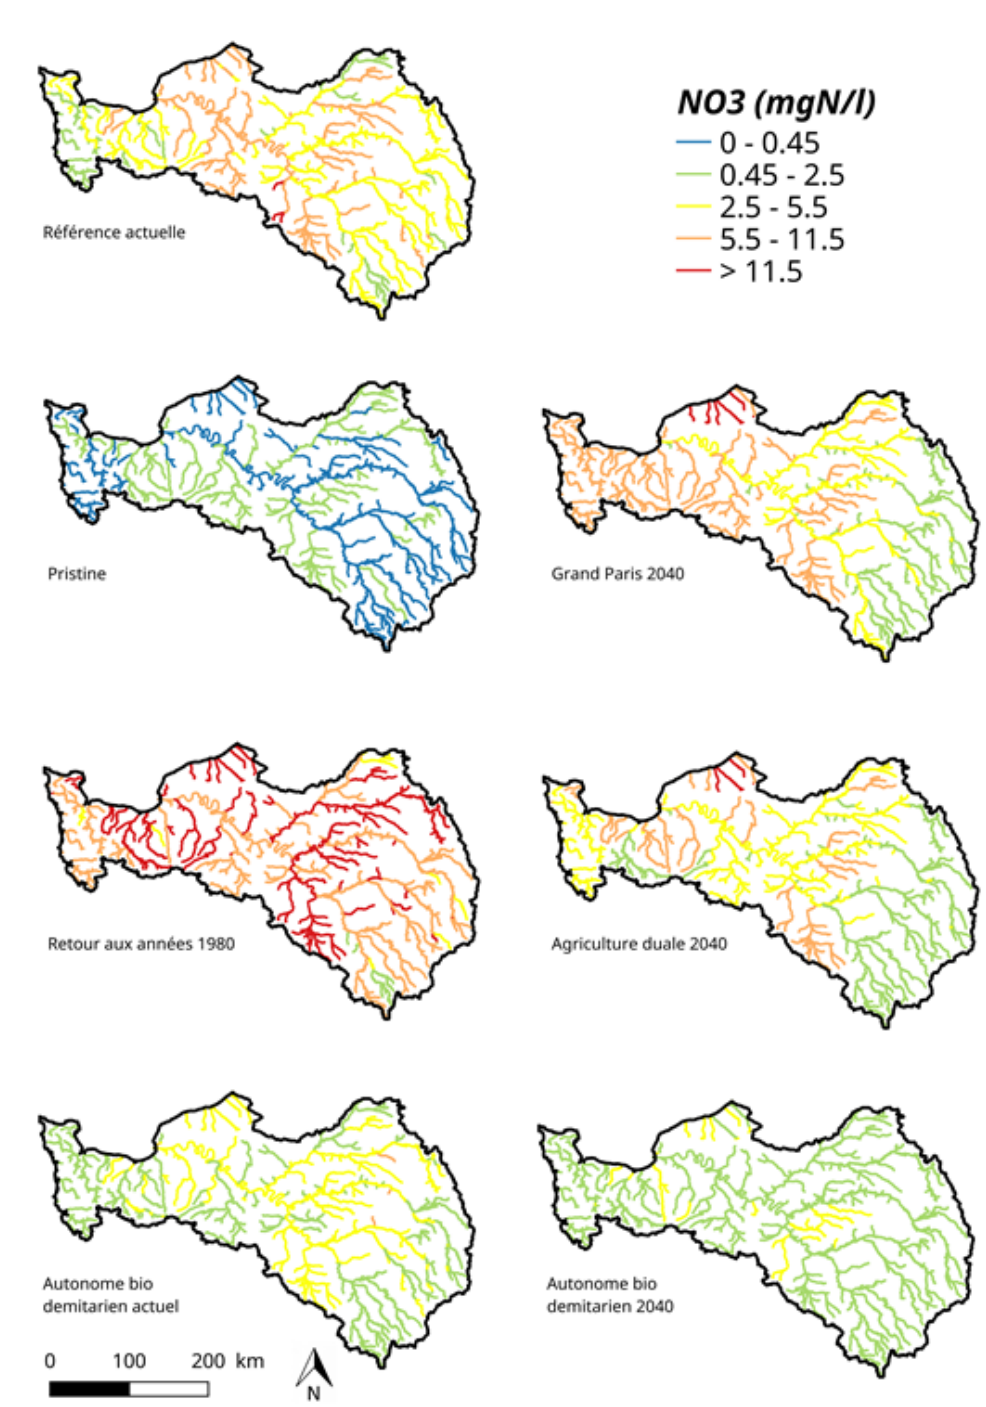 NO3 (mgN/l)
0 - 0.45
0.45 - 2.5
2.5 - 5.5
5.5 - 11.5
> 11.5
Référence actuelle
Pristine
Grand Paris 2040
Retour aux années 1980
Agriculture duale 2040
Autonome bio
demitarien actuel
Autonome bio
demitarien 2040
0 100 200 km
N